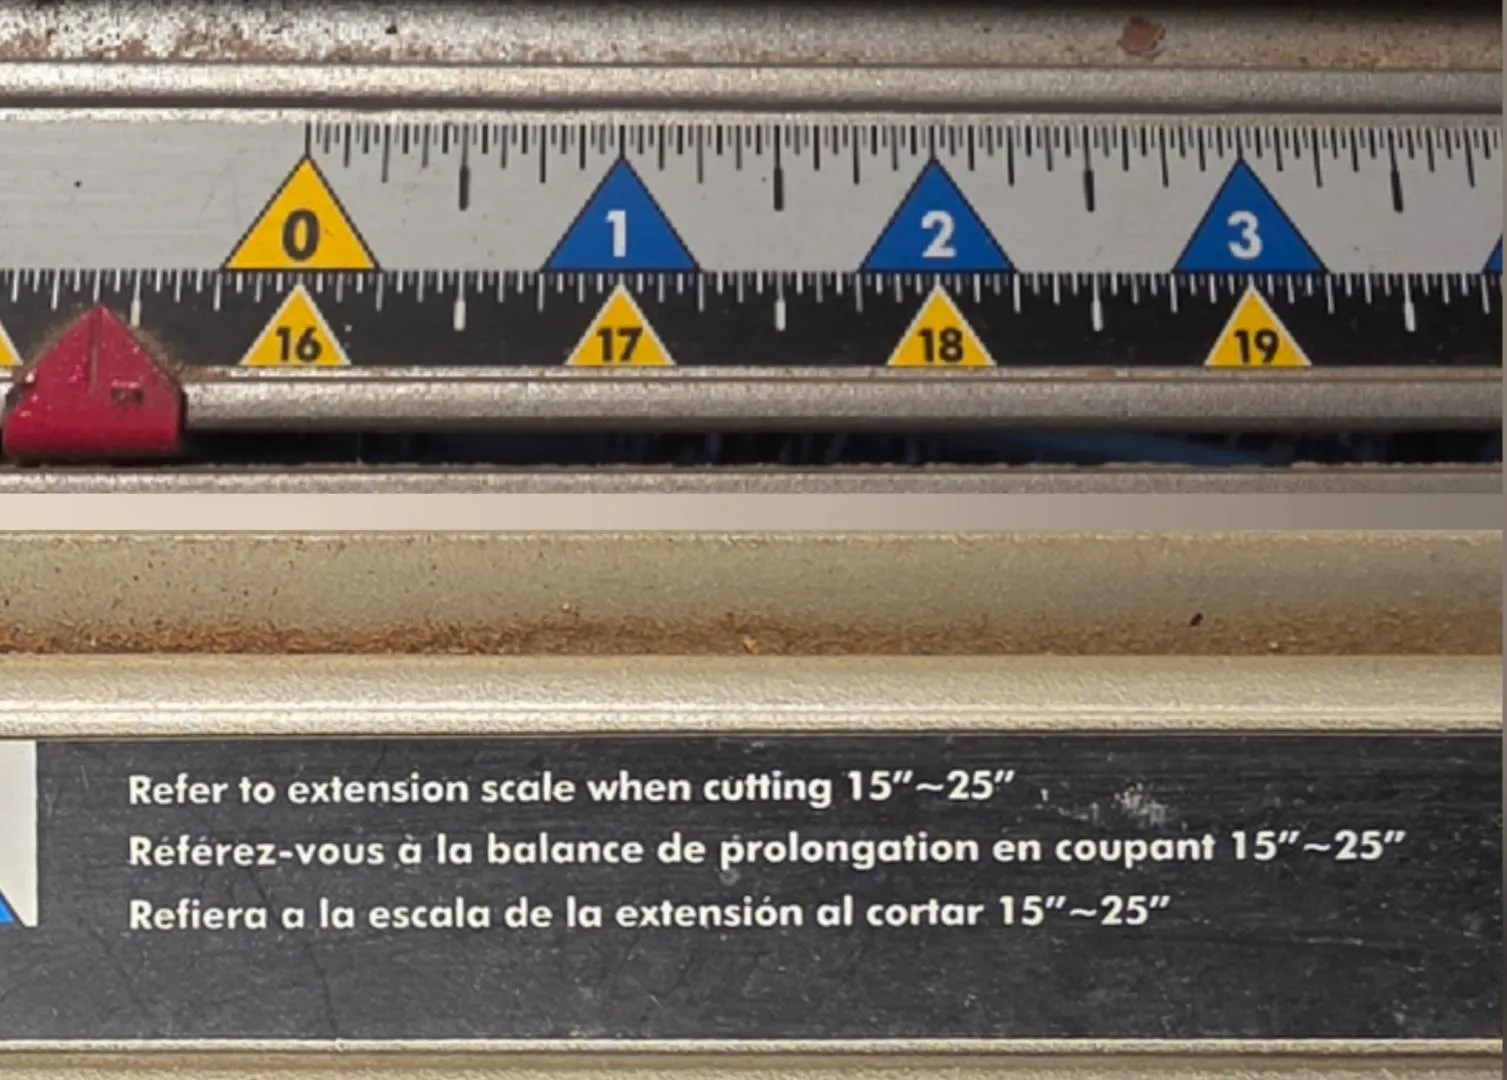 0 1 2 3
16 17 18 19
Refer to extension scale when cutting 15”~25”
Référez-vous à la balance de prolongation en coupant 15”~25”
Refiera a la escala de la extensión al cortar 15”~25”